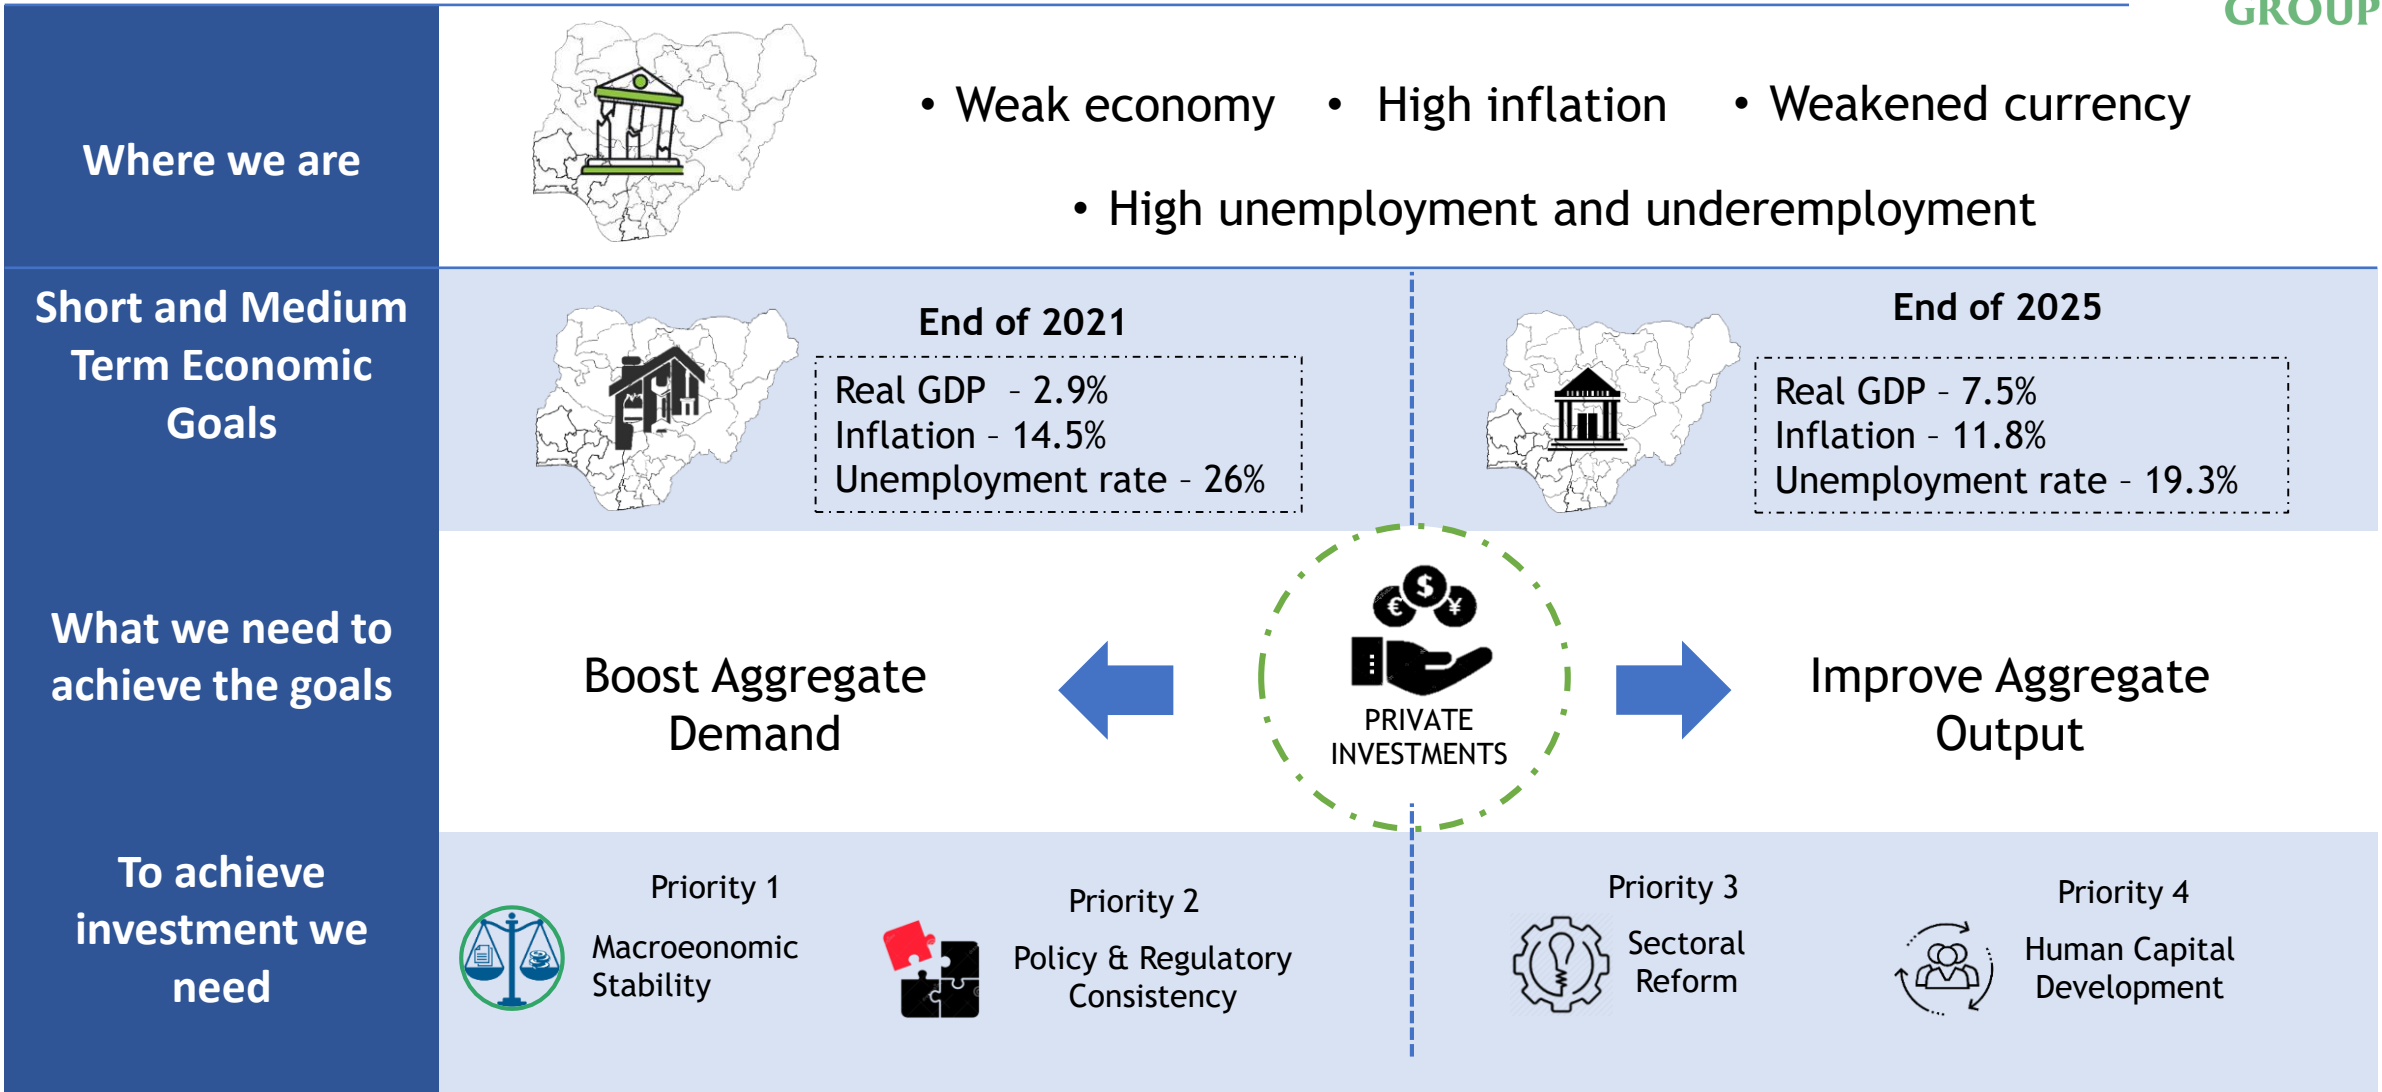 GROUP
Where we are
• Weak economy • High inflation • Weakened currency
• High unemployment and underemployment
Short and Medium
Term Economic
Goals
End of 2021
Real GDP – 2.9%
Inflation – 14.5%
Unemployment rate – 26%
End of 2025
Real GDP – 7.5%
Inflation – 11.8%
Unemployment rate – 19.3%
What we need to
achieve the goals
Boost Aggregate
Demand
€ $ ¥
PRIVATE
INVESTMENTS
Improve Aggregate
Output
To achieve
investment we
need
Priority 1
Macroeonomic
Stability
Priority 2
Policy & Regulatory
Consistency
Priority 3
Sectoral
Reform
Priority 4
Human Capital
Development